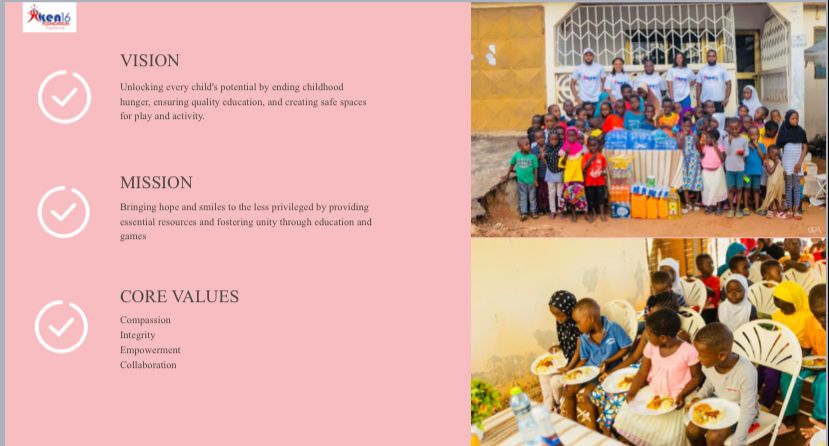 Ken16
FOUNDATION
VISION
Unlocking every child's potential by ending childhood
hunger, ensuring quality education, and creating safe spaces
for play and activity.
MISSION
Bringing hope and smiles to the less privileged by providing
essential resources and fostering unity through education and
games
CORE VALUES
Compassion
Integrity
Empowerment
Collaboration